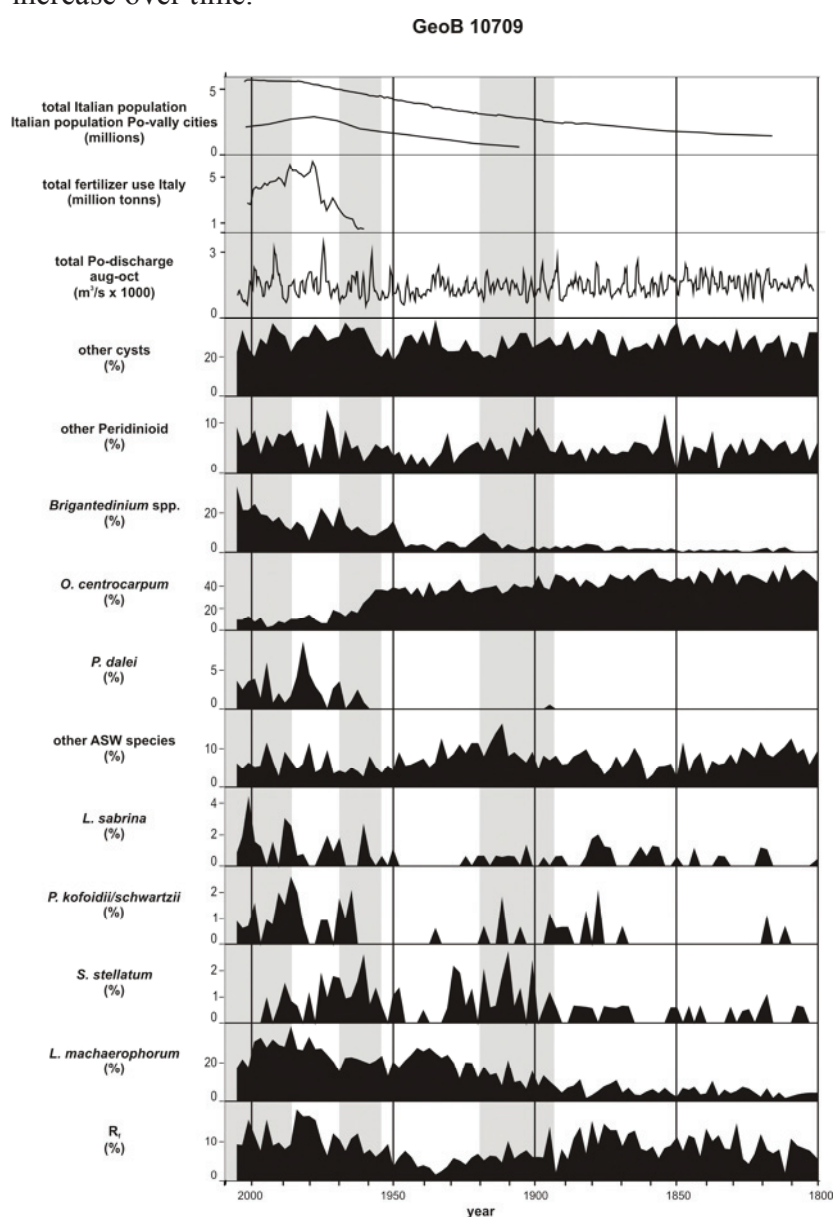 increase over time.
GeoB 10709
total Italian population
Italian population Po-vally cities
(millions)
5
0
total fertilizer use Italy
(million tonns)
5
1
total Po-discharge
aug-oct
(m³/s x 1000)
3
0
other cysts
(%)
20
0
other Peridinioid
(%)
10
0
Brigantedinium spp.
(%)
20
0
O. centrocarpum
(%)
40
20
0
P. dalei
(%)
5
0
other ASW species
(%)
10
0
L. sabrina
(%)
4
2
0
P. kofoidii/schwartzii
(%)
2
1
0
S. stellatum
(%)
2
1
0
L. machaerophorum
(%)
20
0
Rf
(%)
10
0
2000 1950 1900 1850 1800
year